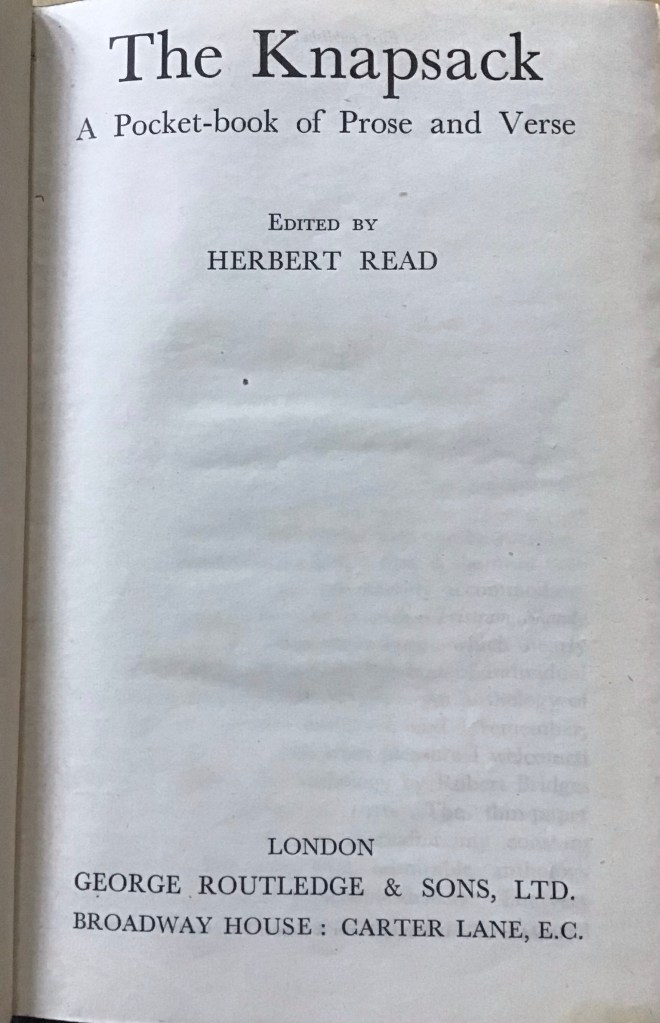 The Knapsack
A Pocket-book of Prose and Verse
EDITED BY
HERBERT READ
LONDON
GEORGE ROUTLEDGE & SONS, LTD.
BROADWAY HOUSE: CARTER LANE, E.C.